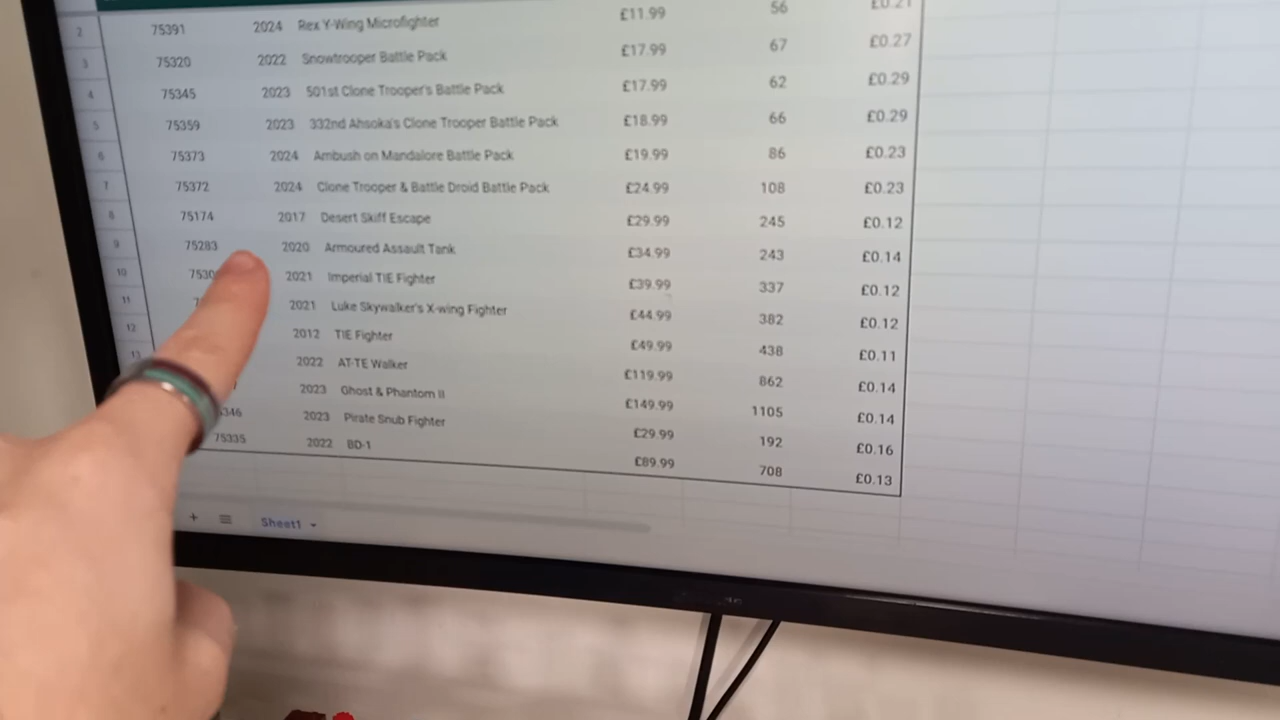 2 75391 2024 Rex Y-Wing Microfighter £11.99 56 £0.21
3 75320 2022 Snowtrooper Battle Pack £17.99 67 £0.27
4 75345 2023 501st Clone Trooper's Battle Pack £17.99 62 £0.29
5 75359 2023 332nd Ahsoka's Clone Trooper Battle Pack £18.99 66 £0.29
6 75373 2024 Ambush on Mandalore Battle Pack £19.99 86 £0.23
7 75372 2024 Clone Trooper & Battle Droid Battle Pack £24.99 108 £0.23
8 75174 2017 Desert Skiff Escape £29.99 245 £0.12
9 75283 2020 Armoured Assault Tank £34.99 243 £0.14
10 2021 Imperial TIE Fighter £39.99 337 £0.12
11 2021 Luke Skywalker's X-wing Fighter £44.99 382 £0.12
12 2012 TIE Fighter £49.99 438 £0.11
13 2022 AT-TE Walker £119.99 862 £0.14
2023 Ghost & Phantom II £149.99 1105 £0.14
2023 Pirate Snub Fighter £29.99 192 £0.16
75335 2022 BD-1 £89.99 708 £0.13
Sheet1